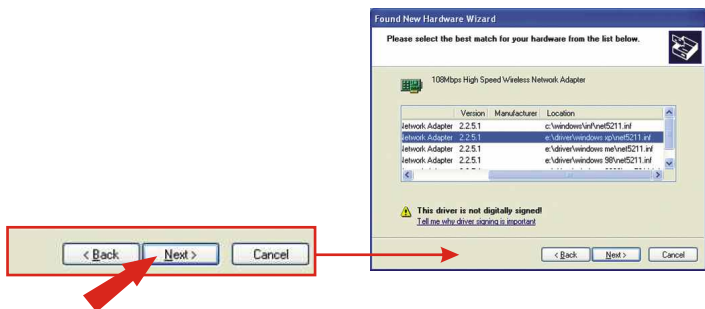 Found New Hardware Wizard
Please select the best match for your hardware from the list below.
108Mbps High Speed Wireless Network Adapter
Version Manufacturer Location
Network Adapter 2.2.5.1 c:\windows\inf\net5211.inf
Network Adapter 2.2.5.1 e:\driver\windows xp\net5211.inf
Network Adapter 2.2.5.1 e:\driver\windows me\net5211.inf
Network Adapter 2.2.5.1 e:\driver\windows 98\net5211.inf
This driver is not digitally signed!
Tell me why driver signing is important
< Back Next > Cancel
< Back Next > Cancel